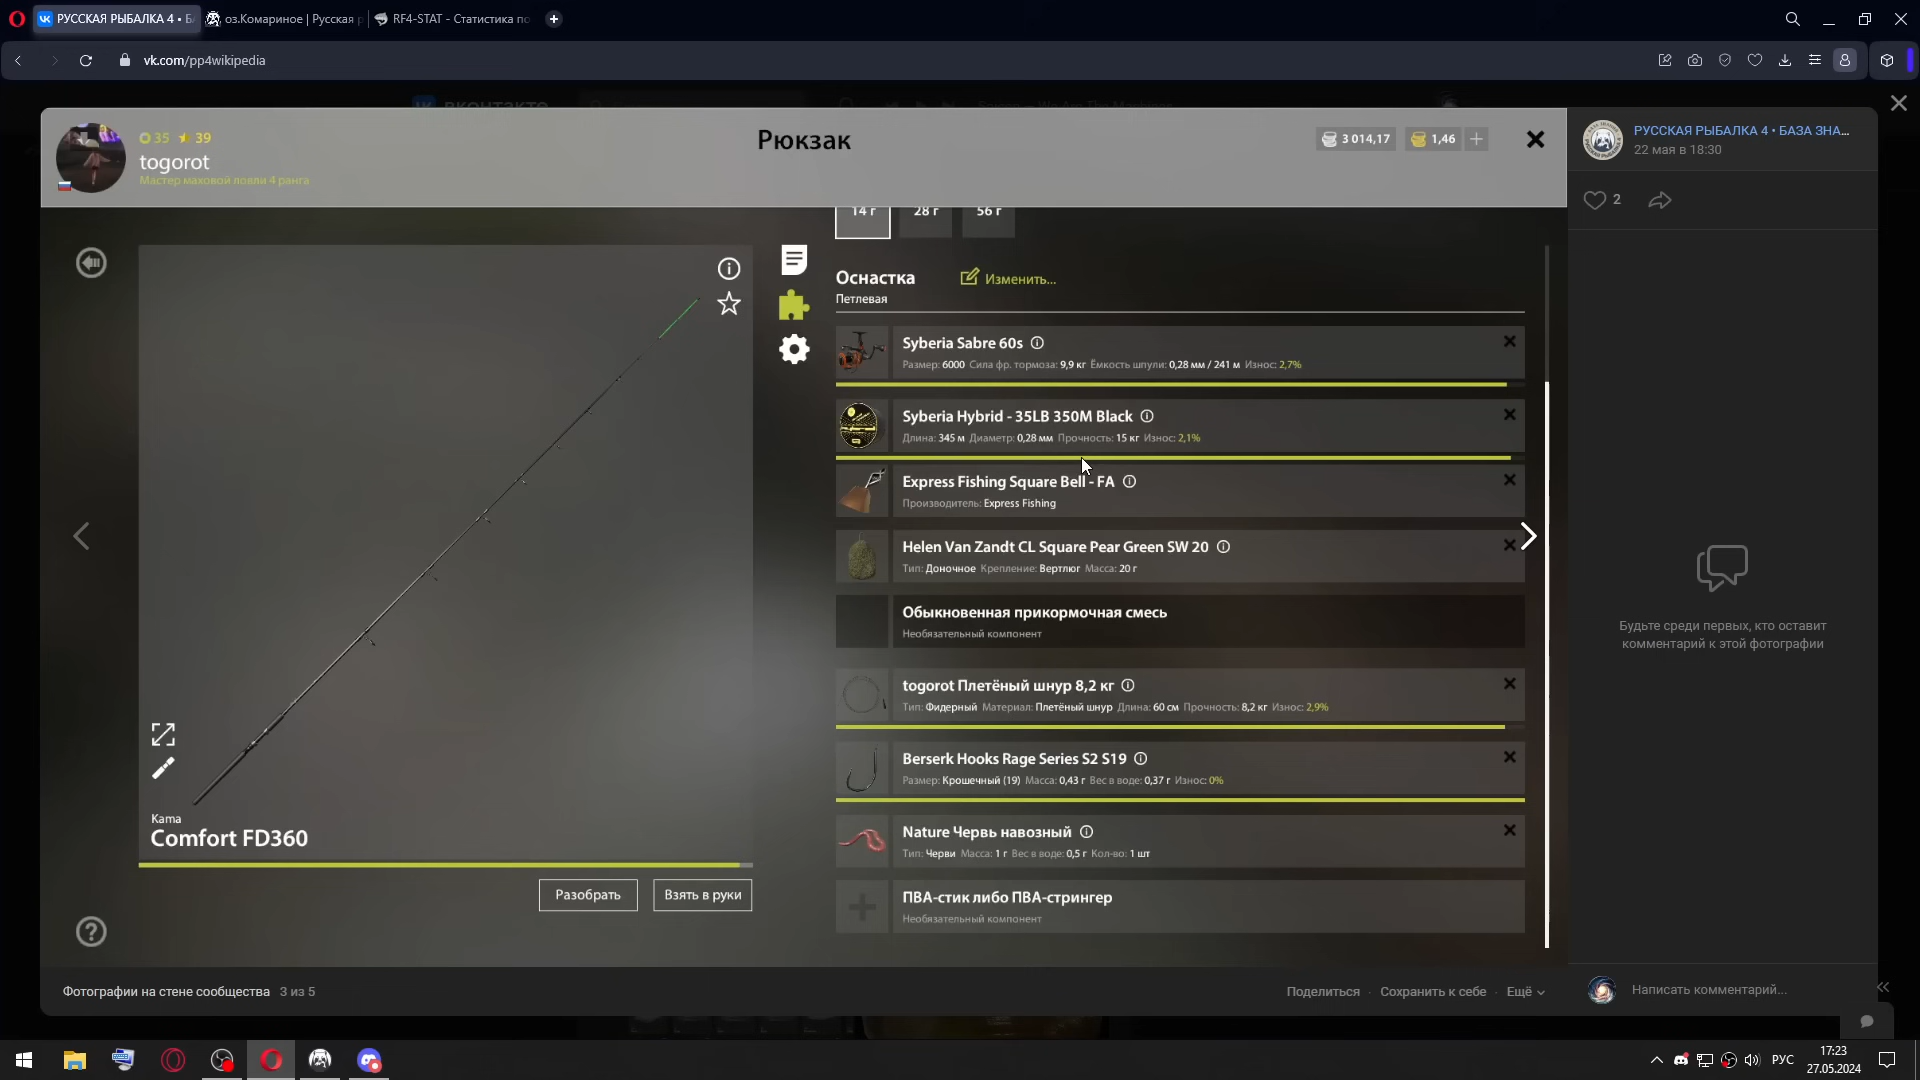 РУССКАЯ РЫБАЛКА 4 • Б
оз.Комариное | Русская р
RF4-STAT - Статистика по
vk.com/pp4wikipedia
35 39
togorot
Мастер маховой ловли 4 ранга
Рюкзак
3 014,17
1,46
РУССКАЯ РЫБАЛКА 4 • БАЗА ЗНА...
22 мая в 18:30
2
14 г
28 г
56 г
Оснастка
Изменить...
Петлевая
Syberia Sabre 60s
Размер: 6000 Сила фр. тормоза: 9,9 кг Ёмкость шпули: 0,28 мм / 241 м Износ: 2,7%
Syberia Hybrid - 35LB 350M Black
Длина: 345 м Диаметр: 0,28 мм Прочность: 15 кг Износ: 2,1%
Express Fishing Square Bell - FA
Производитель: Express Fishing
Helen Van Zandt CL Square Pear Green SW 20
Тип: Доночное Крепление: Вертлюг Масса: 20 г
Обыкновенная прикормочная смесь
Необязательный компонент
togorot Плетёный шнур 8,2 кг
Тип: Фидерный Материал: Плетёный шнур Длина: 60 см Прочность: 8,2 кг Износ: 2,9%
Berserk Hooks Rage Series S2 S19
Размер: Крошечный (19) Масса: 0,43 г Вес в воде: 0,37 г Износ: 0%
Nature Червь навозный
Тип: Черви Масса: 1 г Вес в воде: 0,5 г Кол-во: 1 шт
ПВА-стик либо ПВА-стрингер
Необязательный компонент
Kama
Comfort FD360
Разобрать
Взять в руки
Будьте среди первых, кто оставит
комментарий к этой фотографии
Фотографии на стене сообщества 3 из 5
Поделиться
Сохранить к себе
Ещё
Написать комментарий...
РУС
17:23
27.05.2024